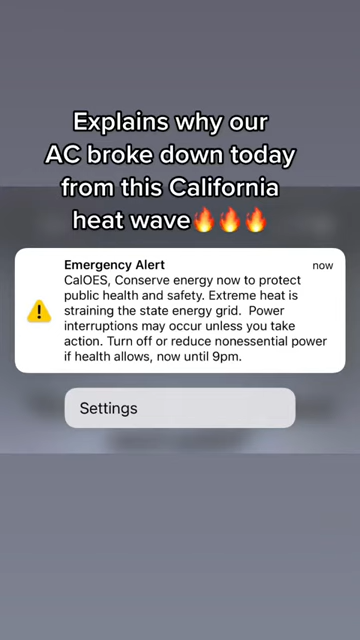 Explains why our
AC broke down today
from this California
heat wave🔥🔥🔥
Emergency Alert now
CalOES, Conserve energy now to protect
public health and safety. Extreme heat is
straining the state energy grid.  Power
interruptions may occur unless you take
action. Turn off or reduce nonessential power
if health allows, now until 9pm.
Settings